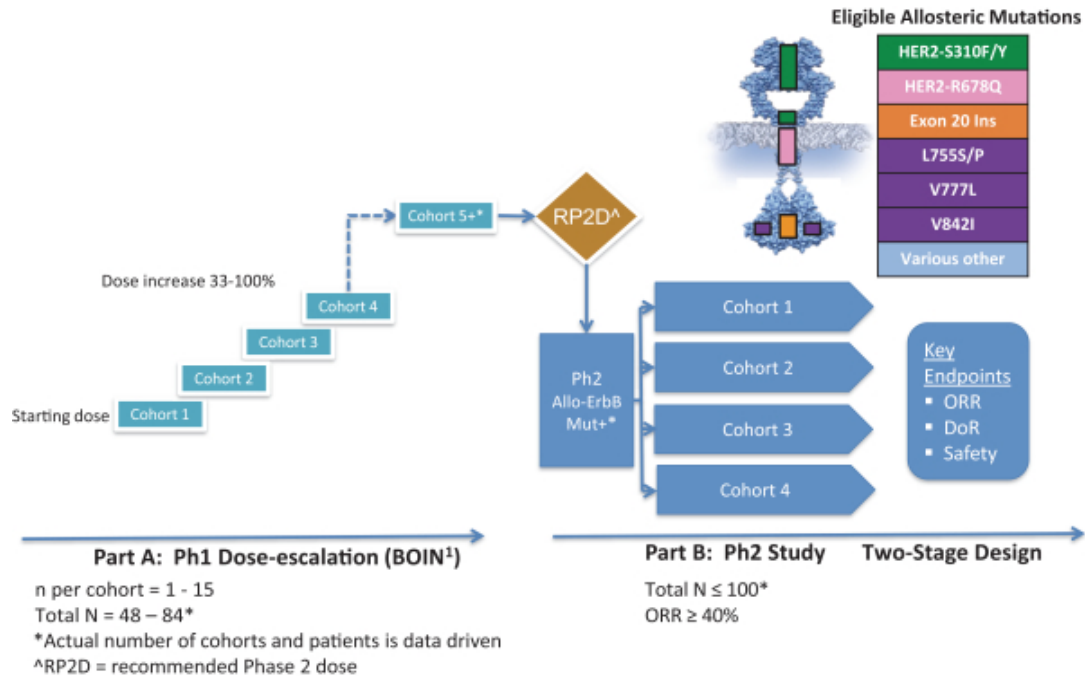 Eligible Allosteric Mutations
HER2-S310F/Y
HER2-R678Q
Exon 20 Ins
L755S/P
V777L
V842I
Various other
Cohort 5+*
RP2D^
Dose increase 33-100%
Cohort 4
Cohort 3
Cohort 2
Starting dose
Cohort 1
Ph2
Allo-ErbB
Mut+*
Cohort 1
Cohort 2
Cohort 3
Cohort 4
Key
Endpoints
▪ ORR
▪ DoR
▪ Safety
Part A: Ph1 Dose-escalation (BOIN¹)
n per cohort = 1 - 15
Total N = 48 – 84*
*Actual number of cohorts and patients is data driven
^RP2D = recommended Phase 2 dose
Part B: Ph2 Study Two-Stage Design
Total N ≤ 100*
ORR ≥ 40%